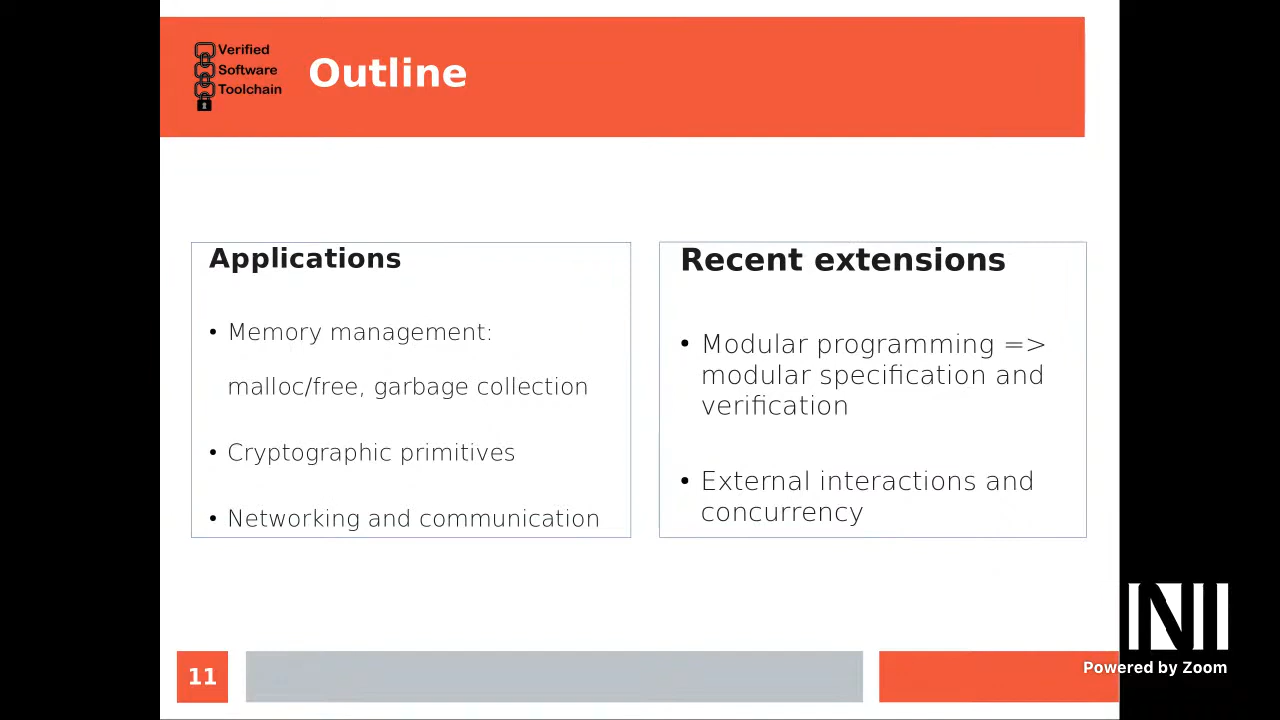 Verified
Software
Toolchain
Outline
Applications
• Memory management:
malloc/free, garbage collection
• Cryptographic primitives
• Networking and communication
Recent extensions
• Modular programming =>
modular specification and
verification
• External interactions and
concurrency
11
NII
Powered by Zoom